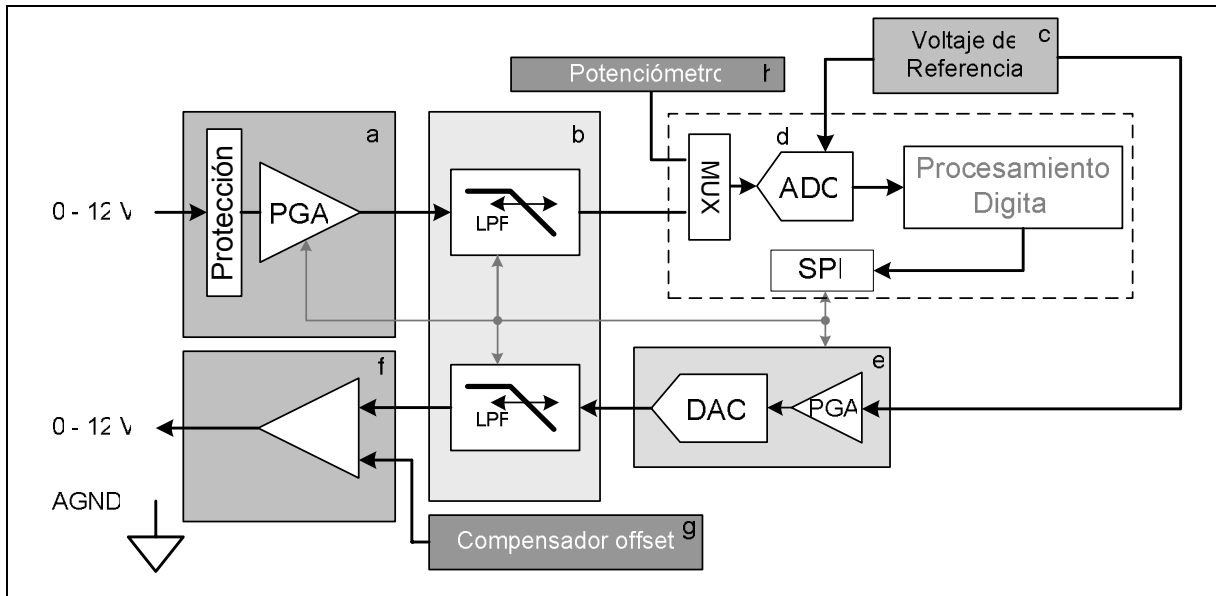 Voltaje de
Referencia
c
Potenciómetro
h
a
b
d
Protección
PGA
LPF
MUX
ADC
Procesamiento
Digita
0 - 12 V
SPI
f
e
LPF
DAC
PGA
0 - 12 V
AGND
Compensador offset
g